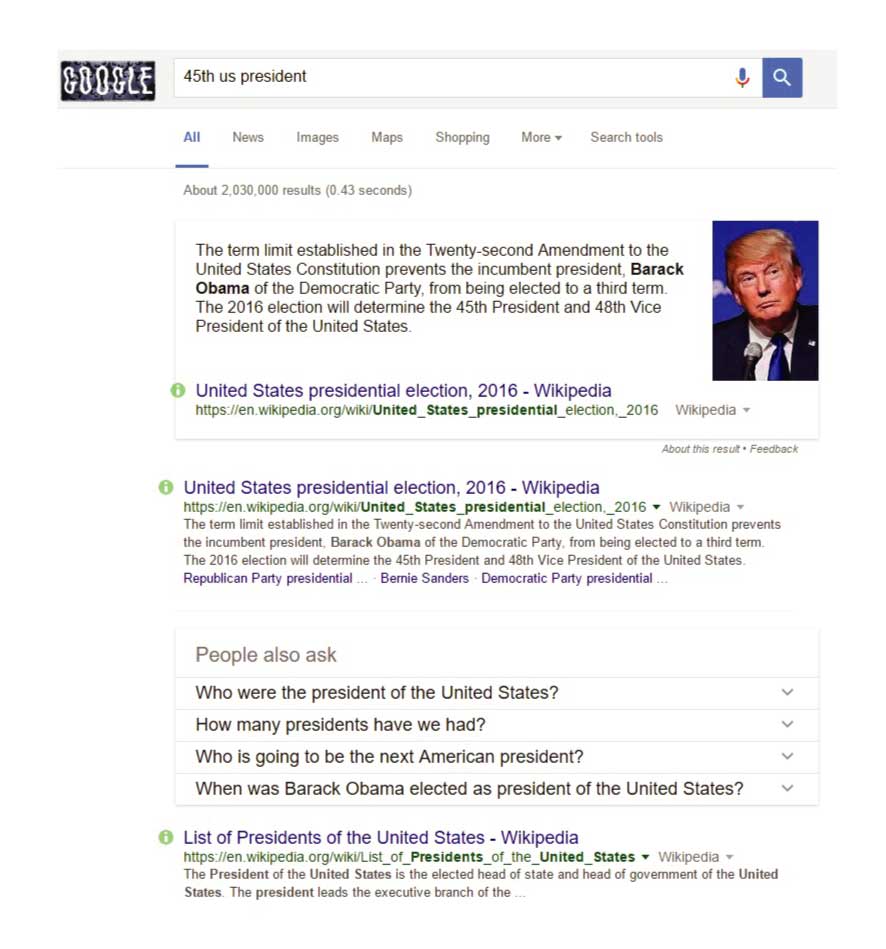 GOOGLE
45th us president
All News Images Maps Shopping More Search tools
About 2,030,000 results (0.43 seconds)
The term limit established in the Twenty-second Amendment to the
United States Constitution prevents the incumbent president, Barack
Obama of the Democratic Party, from being elected to a third term.
The 2016 election will determine the 45th President and 48th Vice
President of the United States.
United States presidential election, 2016 - Wikipedia
https://en.wikipedia.org/wiki/United_States_presidential_election,_2016 Wikipedia
About this result • Feedback
United States presidential election, 2016 - Wikipedia
https://en.wikipedia.org/wiki/United_States_presidential_election,_2016 Wikipedia
The term limit established in the Twenty-second Amendment to the United States Constitution prevents
the incumbent president, Barack Obama of the Democratic Party, from being elected to a third term.
The 2016 election will determine the 45th President and 48th Vice President of the United States.
Republican Party presidential ... · Bernie Sanders · Democratic Party presidential ...
People also ask
Who were the president of the United States?
How many presidents have we had?
Who is going to be the next American president?
When was Barack Obama elected as president of the United States?
List of Presidents of the United States - Wikipedia
https://en.wikipedia.org/wiki/List_of_Presidents_of_the_United_States Wikipedia
The President of the United States is the elected head of state and head of government of the United
States. The president leads the executive branch of the ...